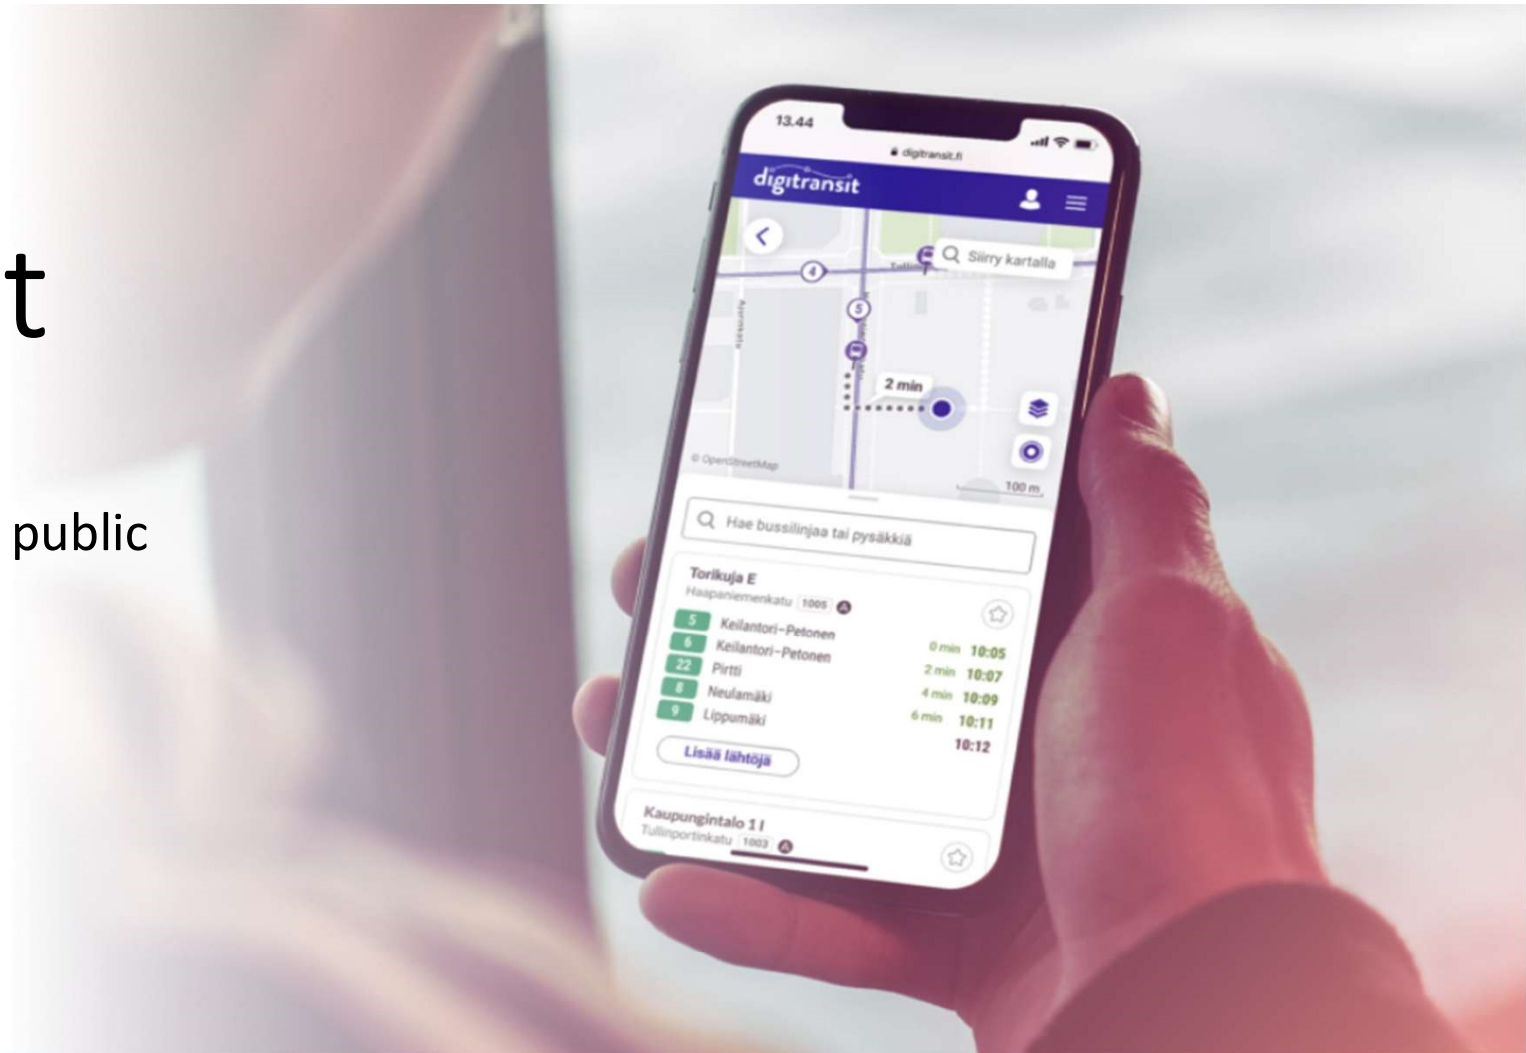 t
public
13.44
digitransit.fi
digitransit
Siirry kartalla
4
5
2 min
© OpenStreetMap
100 m
Hae bussilinjaa tai pysäkkiä
Torikuja E
Haapaniemenkatu 1005 A
5 Keilantori-Petonen 0 min 10:05
6 Keilantori-Petonen 2 min 10:07
22 Pirtti 4 min 10:09
8 Neulamäki 6 min 10:11
9 Lippumäki 10:12
Lisää lähtöjä
Kaupungintalo 1 I
Tullinportinkatu 1003 A